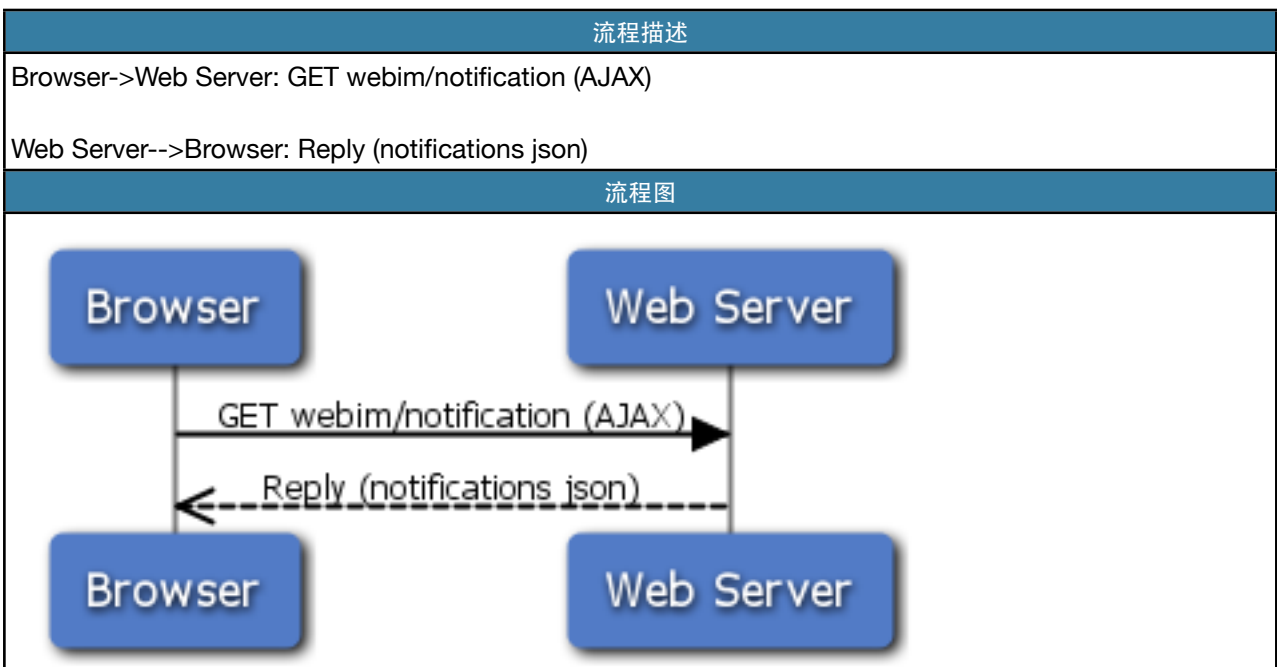 流程描述
Browser->Web Server: GET webim/notification (AJAX)
Web Server-->Browser: Reply (notifications json)
流程图
Browser
Web Server
GET webim/notification (AJAX)
Reply (notifications json)
Browser
Web Server